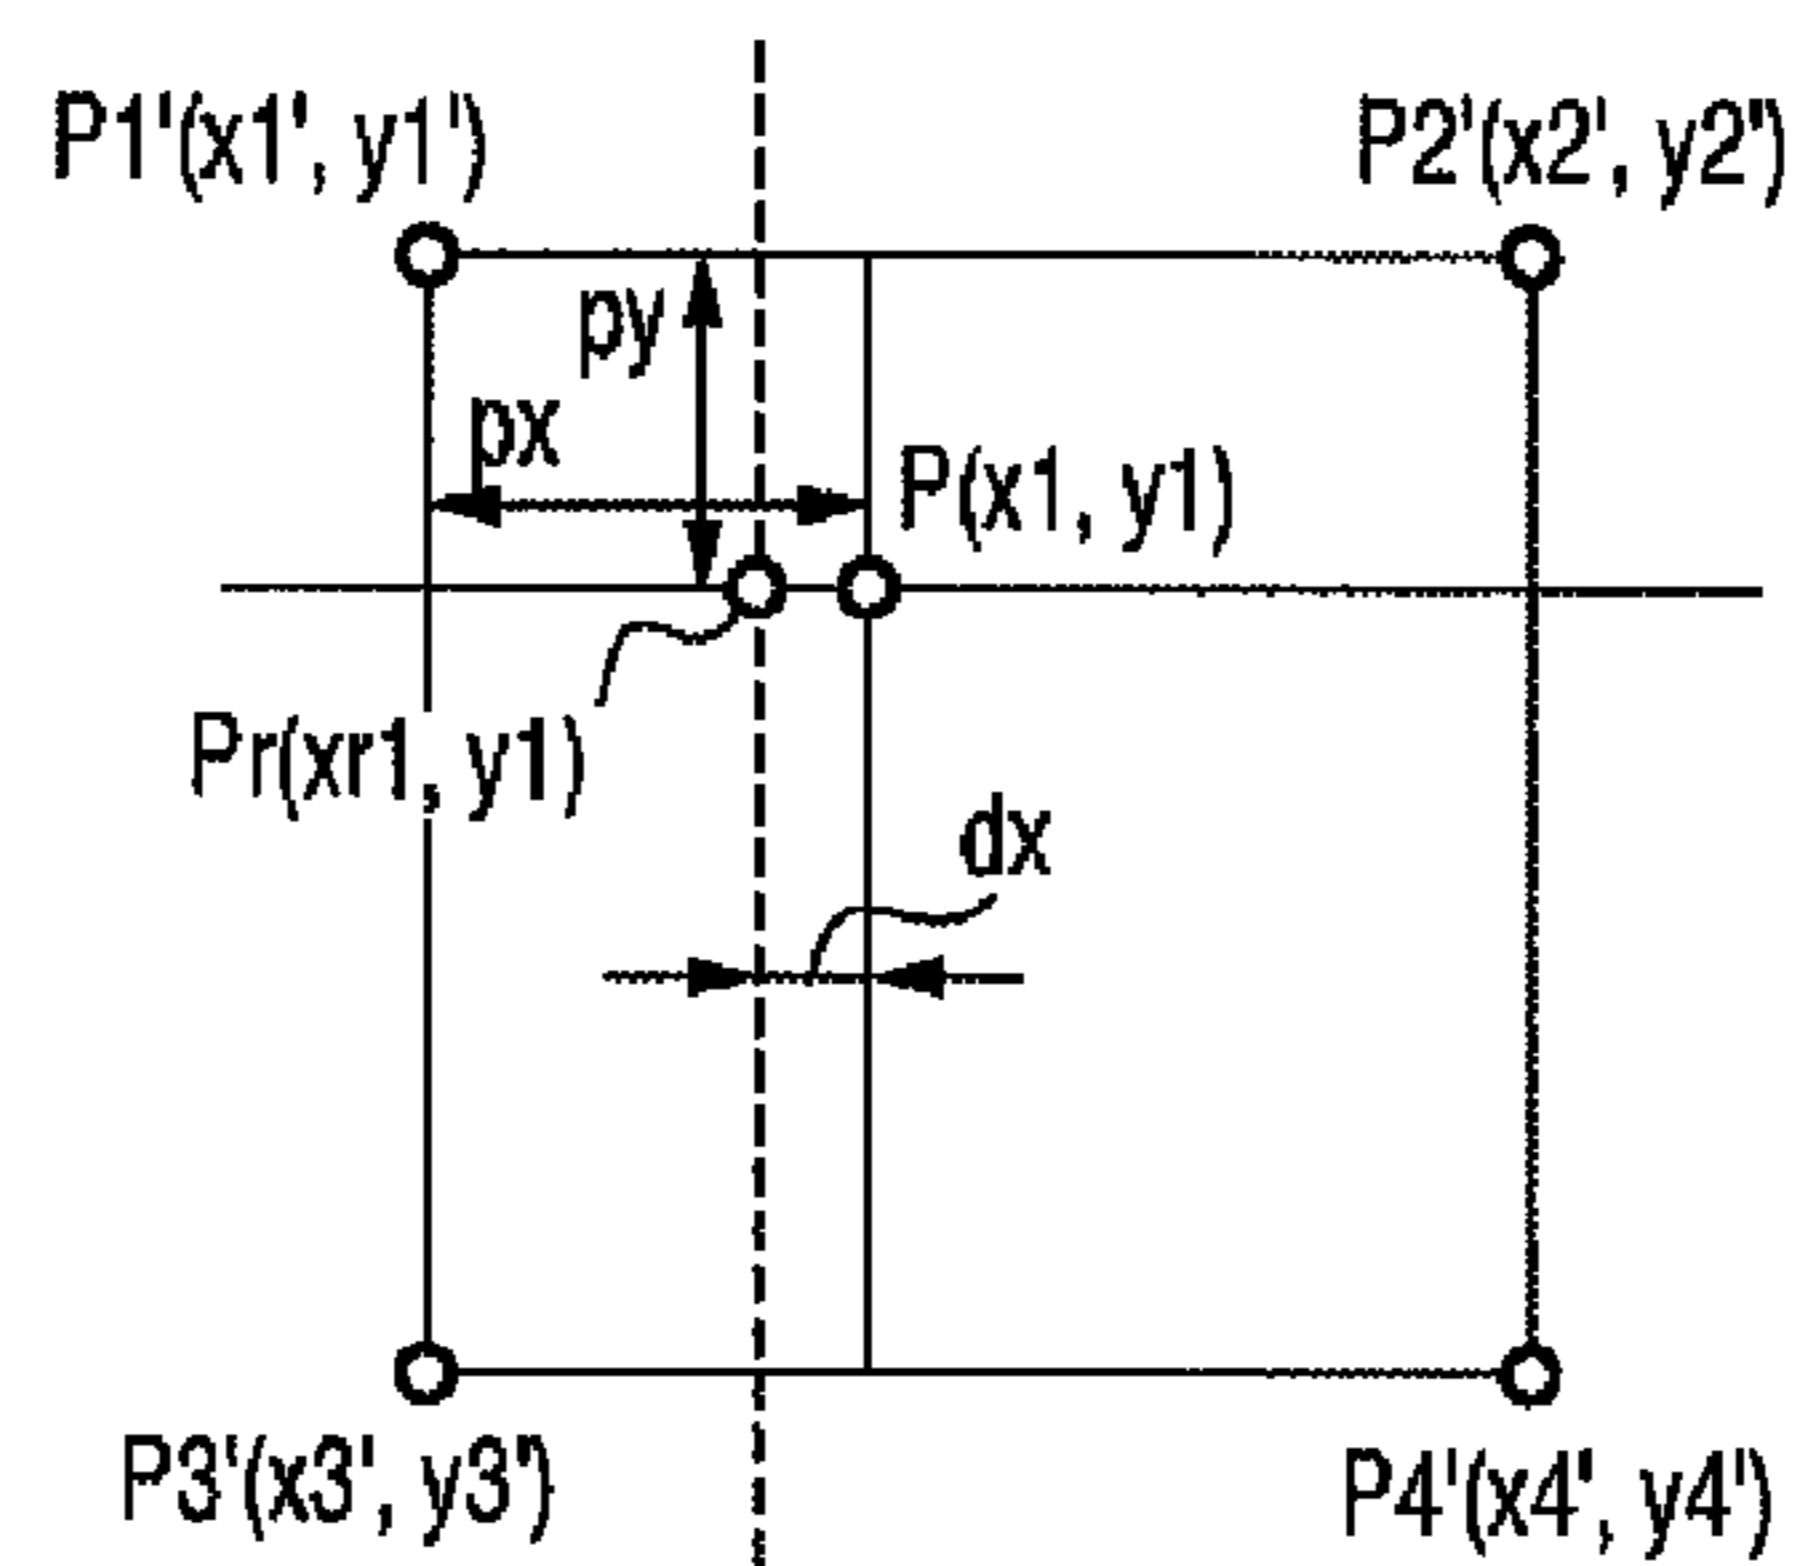 P1'(x1', y1')
P2'(x2', y2')
py
px
P(x1, y1)
Pr(xr1, y1)
dx
P3'(x3', y3')
P4'(x4', y4')